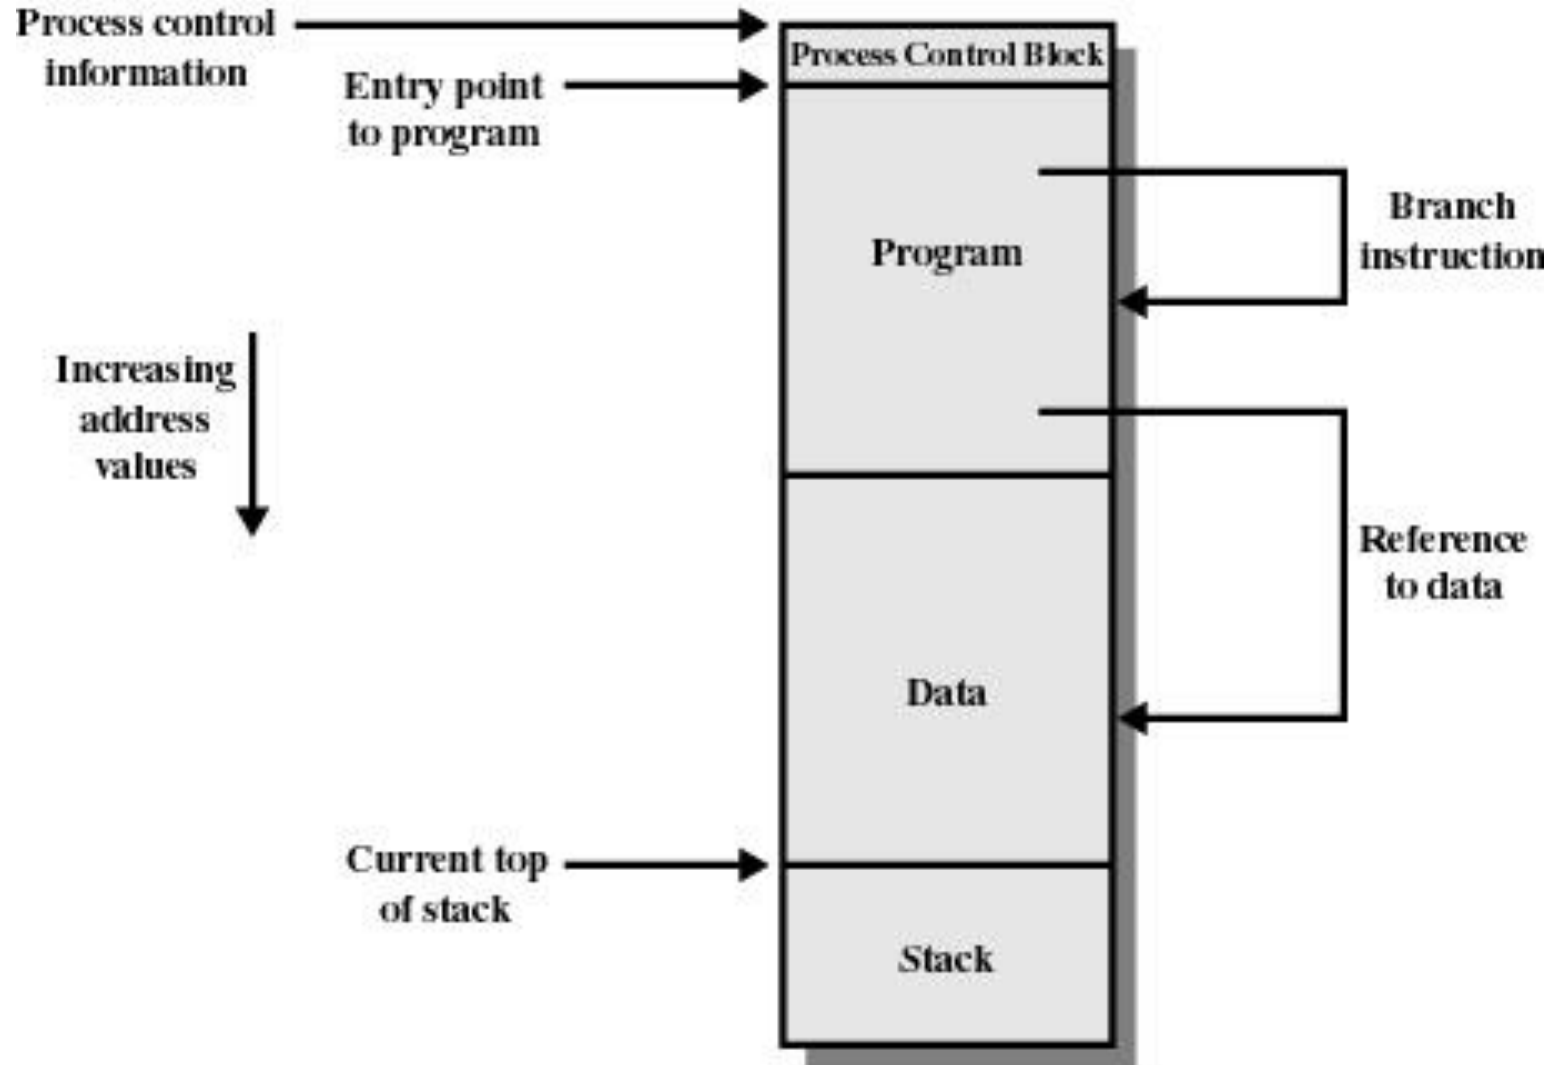 Process control
information
Process Control Block
Entry point
to program
Branch
instruction
Program
Increasing
address
values
Reference
to data
Data
Current top
of stack
Stack